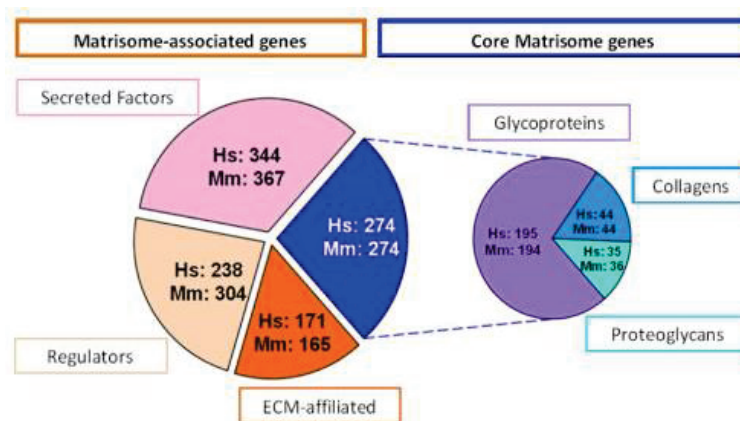 Matrisome-associated genes
Core Matrisome genes
Secreted Factors
Hs: 344
Mm: 367
Hs: 274
Mm: 274
Hs: 238
Mm: 304
Hs: 171
Mm: 165
Regulators
ECM-affiliated
Glycoproteins
Collagens
Hs: 195
Mm: 194
Hs: 44
Mm: 44
Hs: 35
Mm: 36
Proteoglycans